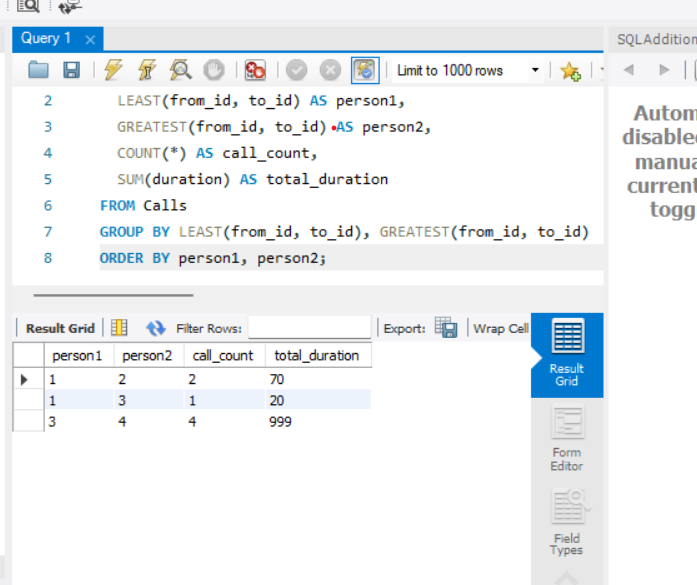 Query 1
SQLAddition
Limit to 1000 rows
Autom
disabled
manua
current
togg
2 LEAST(from_id, to_id) AS person1,
3 GREATEST(from_id, to_id) AS person2,
4 COUNT(*) AS call_count,
5 SUM(duration) AS total_duration
6 FROM Calls
7 GROUP BY LEAST(from_id, to_id), GREATEST(from_id, to_id)
8 ORDER BY person1, person2;
Result Grid Filter Rows: Export: Wrap Cell
person1 person2 call_count total_duration
1 2 2 70
1 3 1 20
3 4 4 999
Result
Grid
Form
Editor
Field
Types